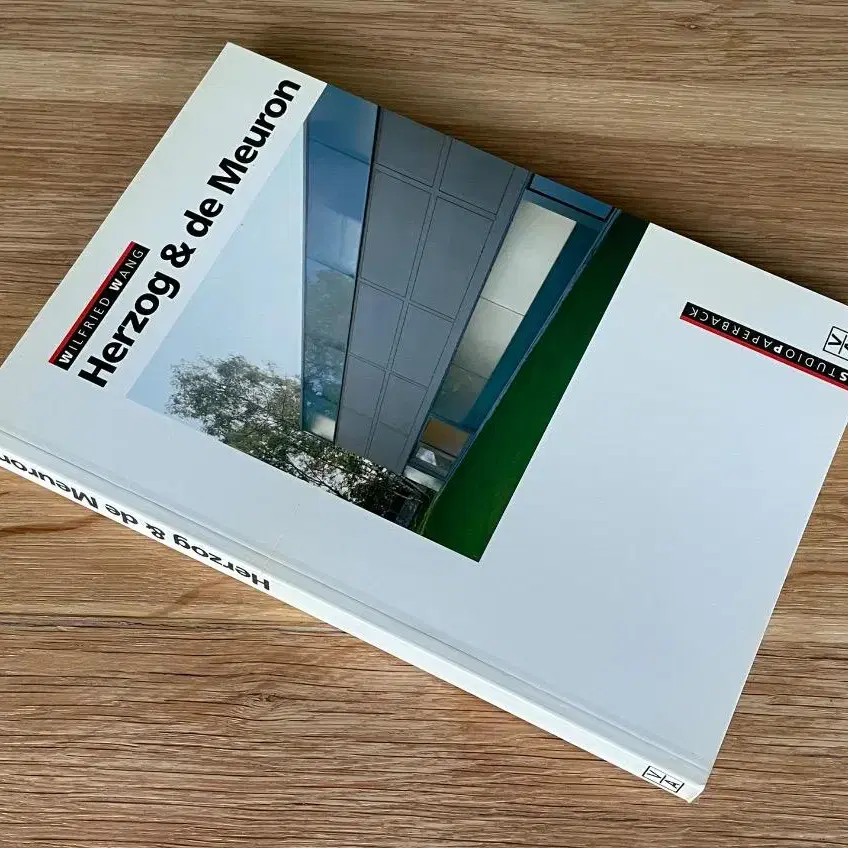 WILFRIED WANG
Herzog & de Meuron
STUDIOPAPERBACK
Herzog & de Meuron
V
A